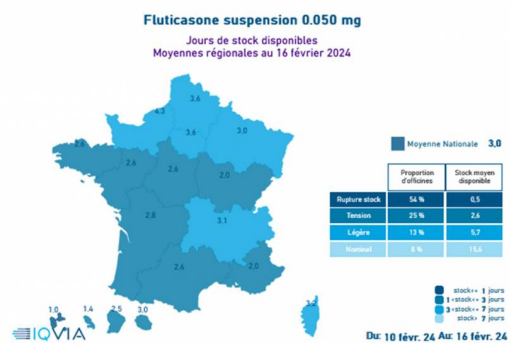 Fluticasone suspension 0.050 mg
Jours de stock disponibles
Moyennes régionales au 16 février 2024
3,6
4,3
3,6
3,0
2,6
2,6
2,6
2,0
Moyenne Nationale 3,0
Proportion d'officines Stock moyen disponible
Rupture stock 54 % 0,5
Tension 25 % 2,6
Légère 13 % 5,7
Nominal 8 % 15,6
2,8
3,1
2,6
2,0
3,2
1,0
1,4
2,5
3,0
stock<= 1 jours
1 <stock<= 3 jours
3 <stock<= 7 jours
stock> 7 jours
IQVIA
Du: 10 févr. 24 Au: 16 févr. 24